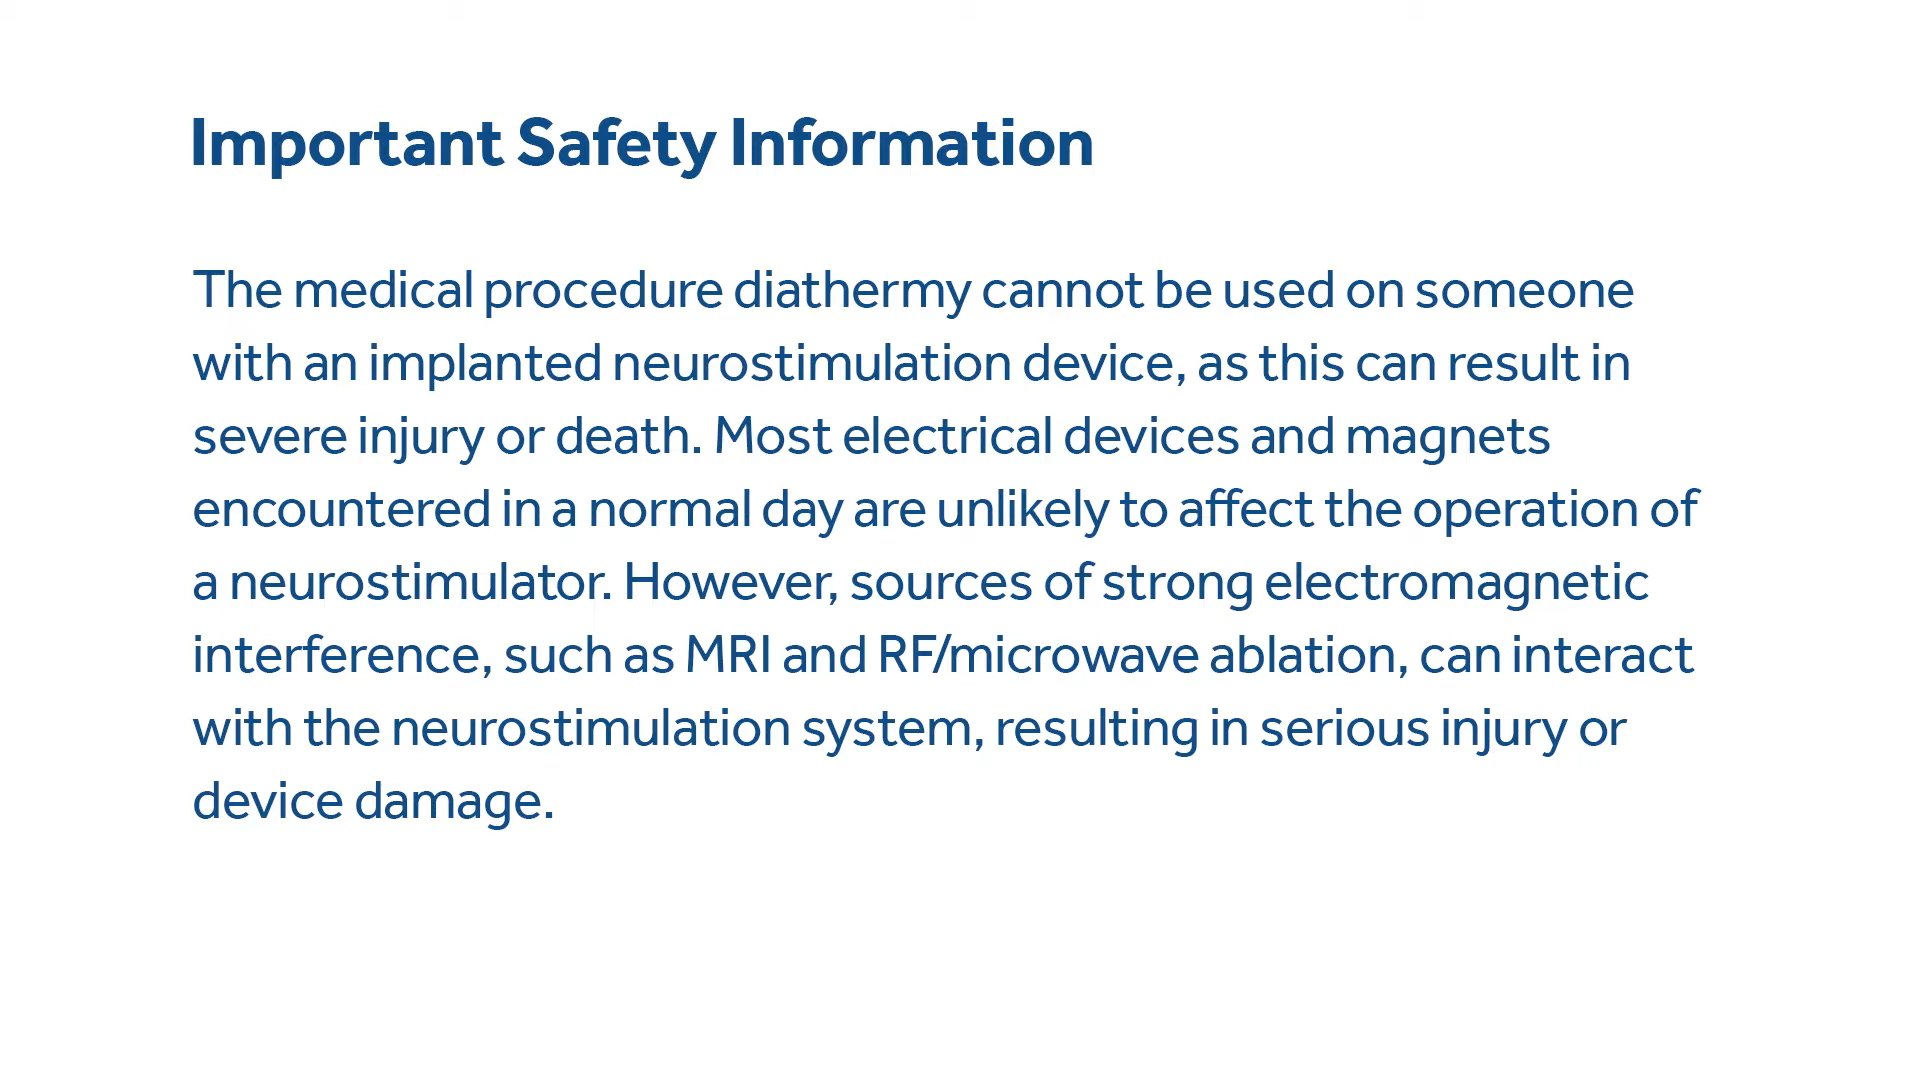 Important Safety Information
The medical procedure diathermy cannot be used on someone
with an implanted neurostimulation device, as this can result in
severe injury or death. Most electrical devices and magnets
encountered in a normal day are unlikely to affect the operation of
a neurostimulator. However, sources of strong electromagnetic
interference, such as MRI and RF/microwave ablation, can interact
with the neurostimulation system, resulting in serious injury or
device damage.